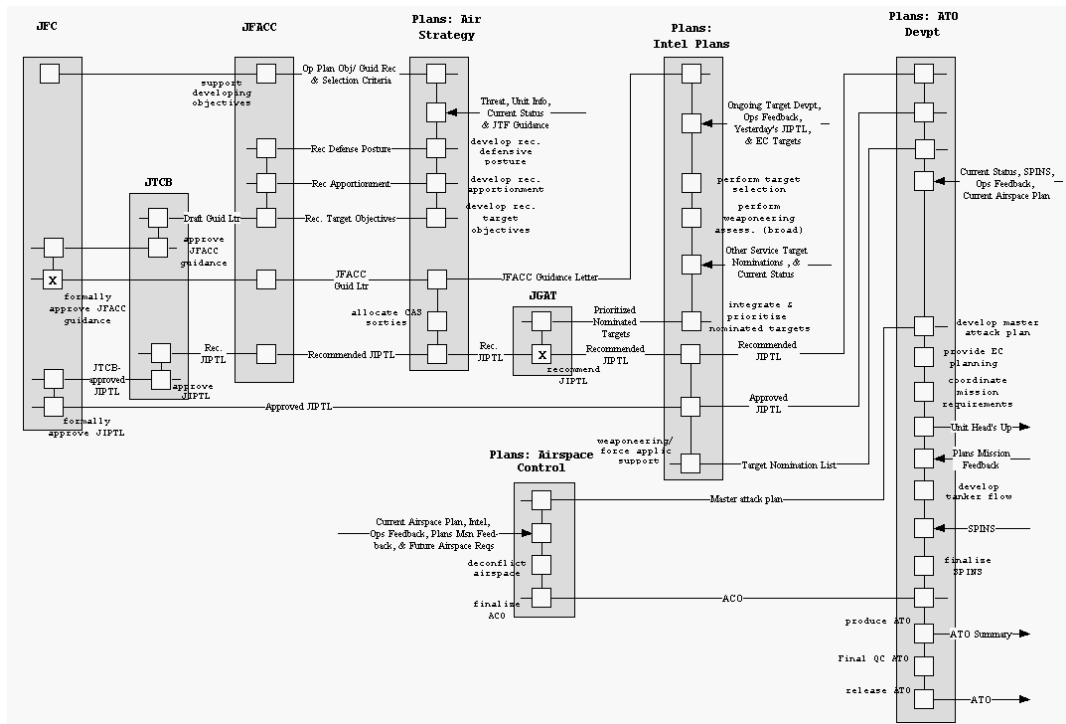 JFC
JFACC
Plans: Air
Strategy
Plans:
Intel Plans
Plans: ATO
Devpt
support
developing
objectives
Op Plan Obj/ Guid Rec
& Selection Criteria
Threat, Unit Info,
Current Status
& JTF Guidance
Ongoing Target Devpt,
Ops Feedback,
Yesterday's JIPTL,
& EC Targets
Rec Defense Posture
develop rec.
defensive
posture
JTCB
Rec Apportionment
develop rec.
apportionment
perform target
selection
Current Status, SPINS,
Ops Feedback,
Current Airspace Plan
Draft Guid Ltr
Rec. Target Objectives
develop rec.
target
objectives
perform
weaponeering
assess. (broad)
approve
JFACC
guidance
Other Service Target
Nominations , &
Current Status
X
formally
approve JFACC
guidance
JFACC
Guid Ltr
JFACC Guidance Letter
JGAT
allocate CAS
sorties
Prioritized
Nominated
Targets
integrate &
prioritize
nominated targets
develop master
attack plan
Rec.
JIPTL
Recommended JIPTL
Rec.
JIPTL
X
Recommended
JIPTL
recommend
JIPTL
Recommended
JIPTL
provide EC
planning
JTCB-
approved
JIPTL
approve
JIPTL
coordinate
mission
requirements
formally
approve JIPTL
Approved JIPTL
Approved
JIPTL
Unit Head's Up
weaponeering/
force applic
support
Target Nomination List
Plans Mission
Feedback
Plans: Airspace
Control
Master attack plan
develop
tanker flow
Current Airspace Plan, Intel,
Ops Feedback, Plans Msn Feed-
back, & Future Airspace Reqs
SPINS
deconflict
airspace
finalise
SPINS
finalise
ACO
ACO
produce ATO
ATO Summary
Final QC ATO
release ATO
ATO